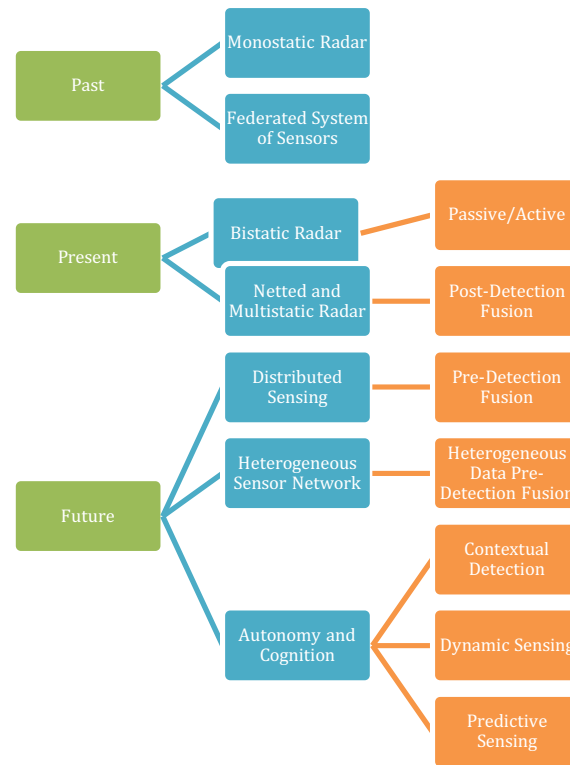 Past
Monostatic Radar
Federated System
of Sensors
Present
Bistatic Radar
Passive/Active
Netted and
Multistatic Radar
Post-Detection
Fusion
Future
Distributed
Sensing
Pre-Detection
Fusion
Heterogeneous
Sensor Network
Heterogeneous
Data Pre-
Detection Fusion
Autonomy and
Cognition
Contextual
Detection
Dynamic Sensing
Predictive
Sensing